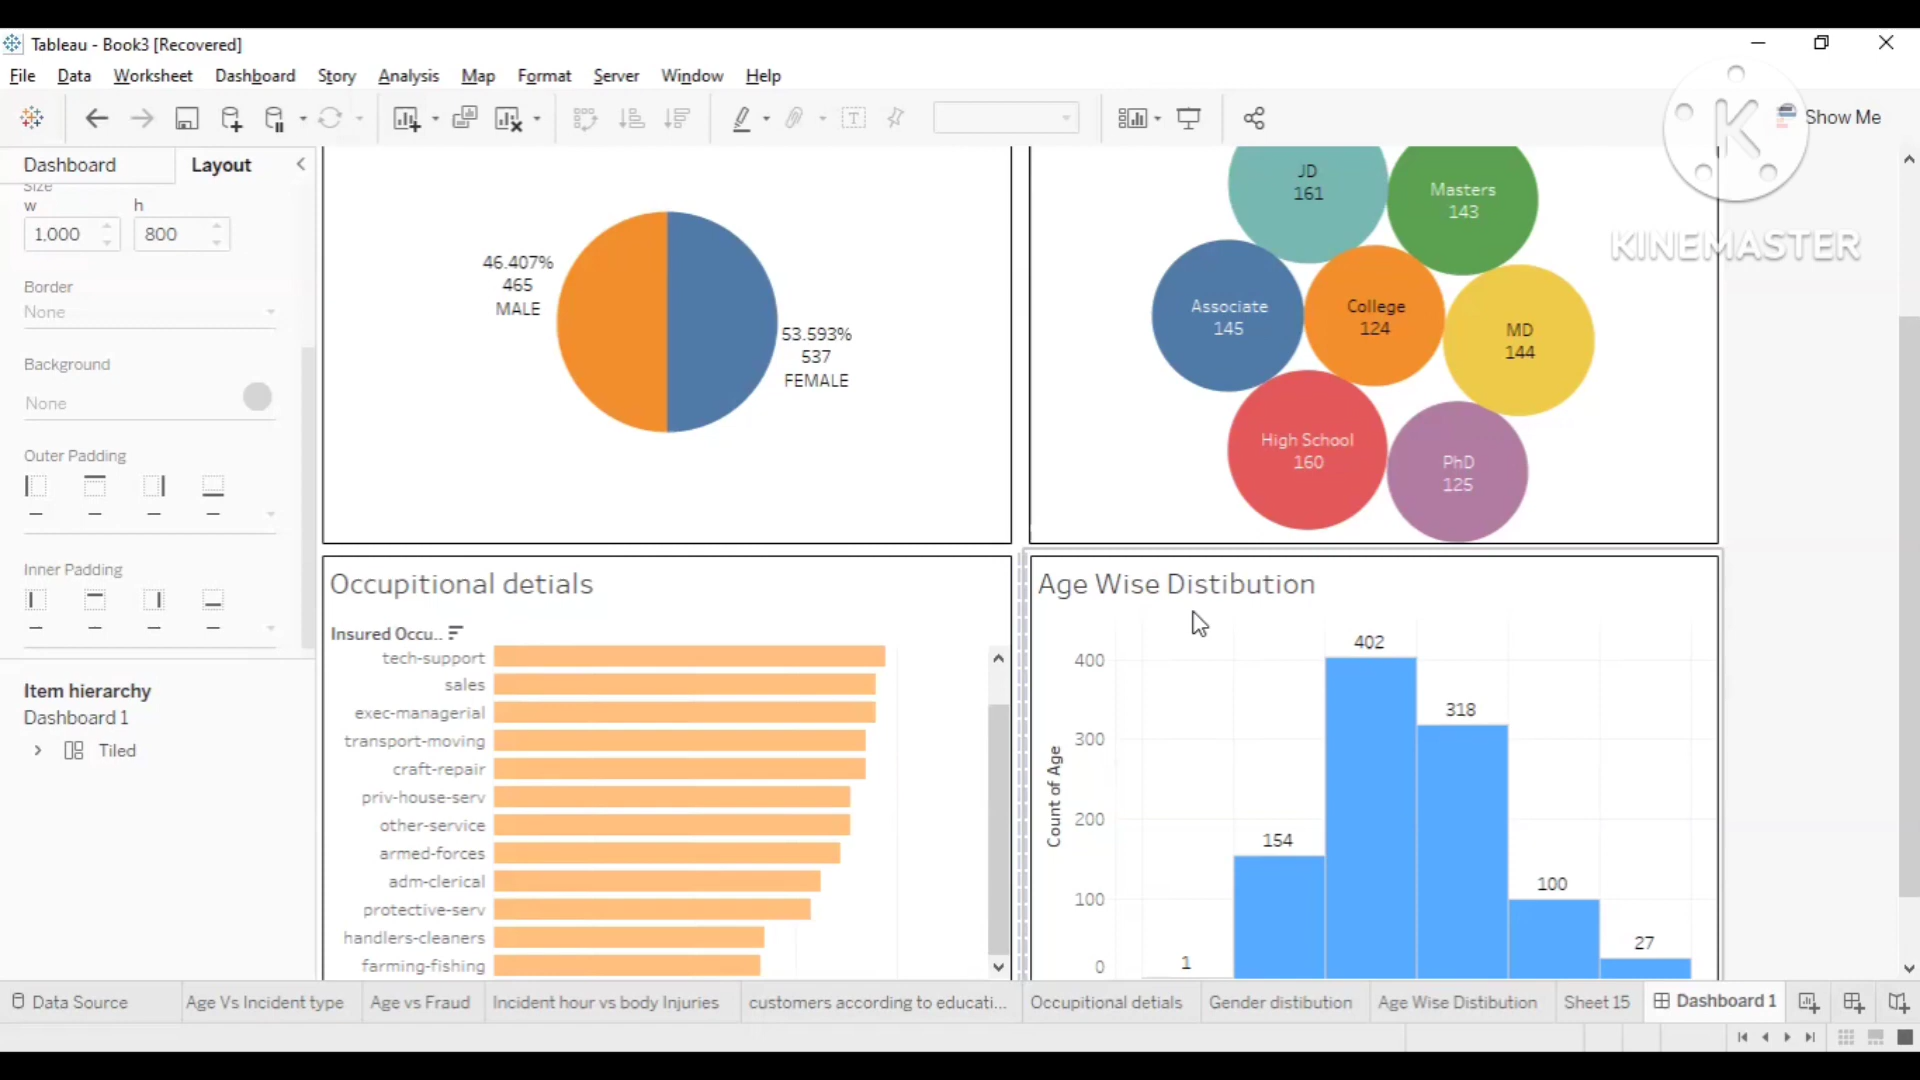 Tableau - Book3 [Recovered]
File Data Worksheet Dashboard Story Analysis Map Format Server Window Help
Show Me
KINEMASTER
Dashboard Layout
Size
w h
1,000 800
Border
None
Background
None
Outer Padding
Inner Padding
Item hierarchy
Dashboard 1
Tiled
46.407%
465
MALE
53.593%
537
FEMALE
JD
161
Masters
143
Associate
145
College
124
MD
144
High School
160
PhD
125
Occupitional detials
Insured Occu..
tech-support
sales
exec-managerial
transport-moving
craft-repair
priv-house-serv
other-service
armed-forces
adm-clerical
protective-serv
handlers-cleaners
farming-fishing
Age Wise Distibution
Count of Age
400
300
200
100
0
1
154
402
318
100
27
Data Source Age Vs Incident type Age vs Fraud Incident hour vs body Injuries customers according to educati... Occupitional detials Gender distibution Age Wise Distibution Sheet 15 Dashboard 1